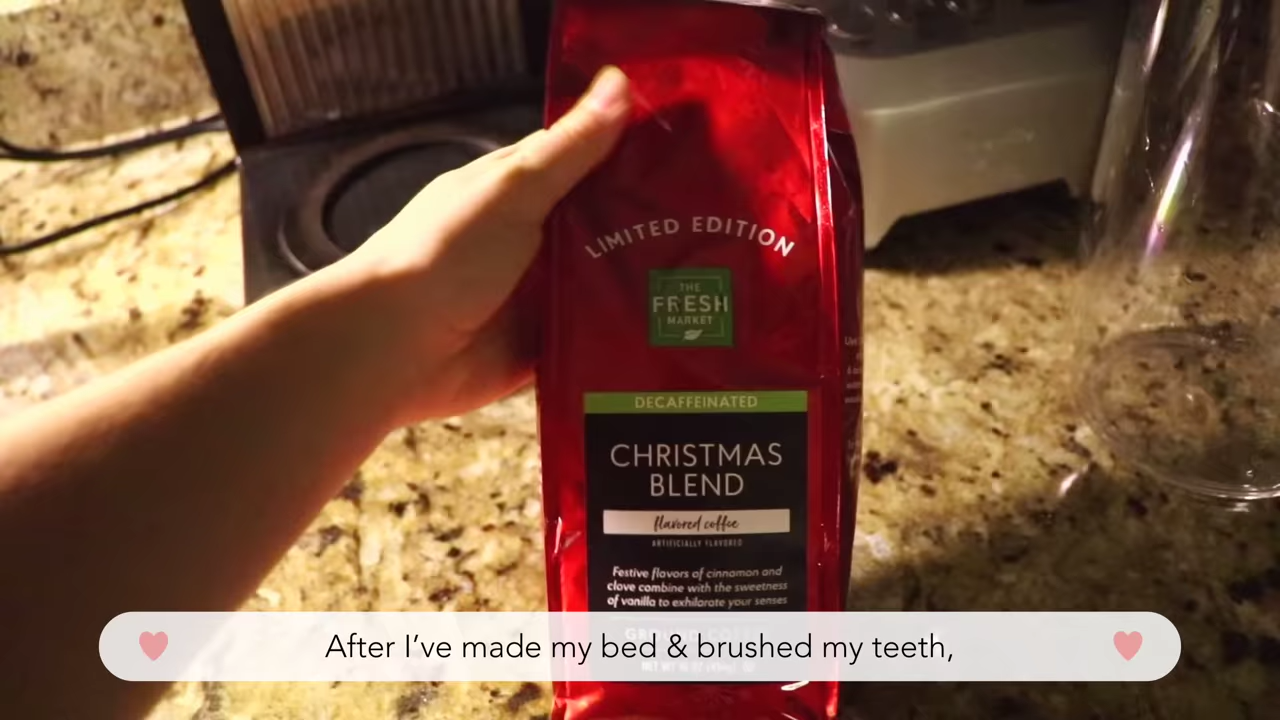 LIMITED EDITION
THE
FRESH
MARKET
DECAFFEINATED
CHRISTMAS
BLEND
flavored coffee
ARTIFICIALLY FLAVORED
Festive flavors of cinnamon and
clove combine with the sweetness
of vanilla to exhilarate your senses
After I’ve made my bed & brushed my teeth,